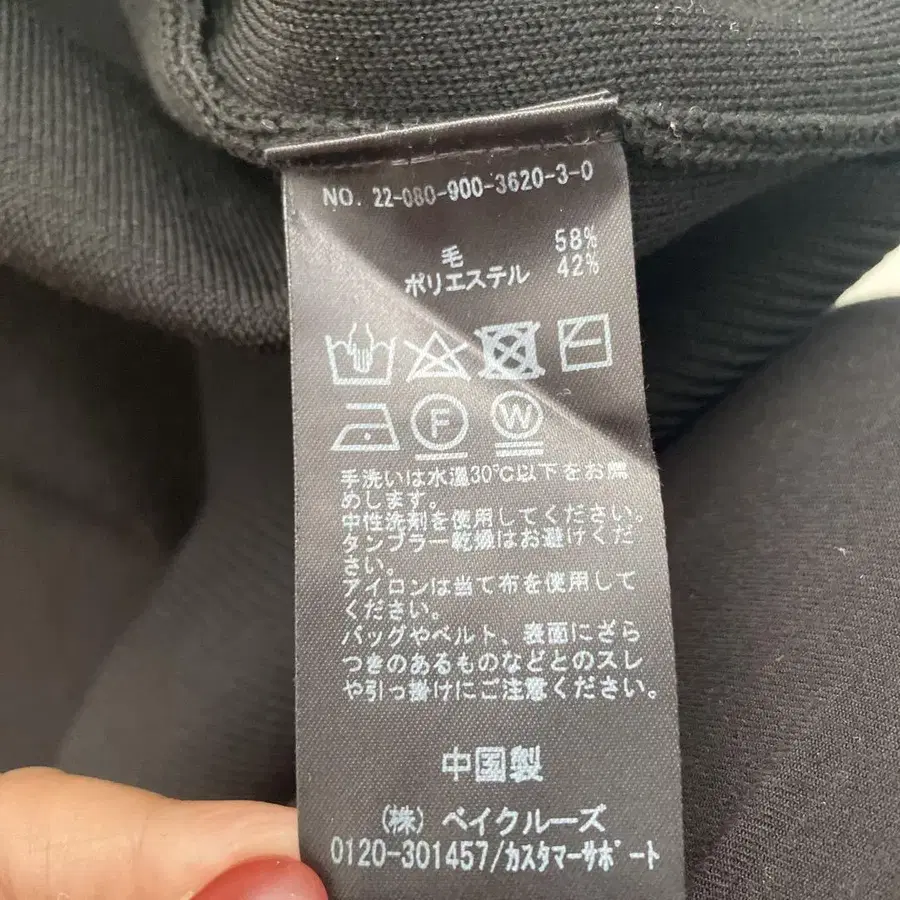 NO. 22-080-900-3620-3-0
毛 58%
ポリエステル 42%
F W
手洗いは水温30℃以下をお薦
めします。
中性洗剤を使用してください。
タンブラー乾燥はお避けくだ
さい。
アイロンは当て布を使用して
ください。
バッグやベルト、表面にざら
つきのあるものなどとのスレ
や引っ掛けにご注意ください。
中国製
(株) ベイクルーズ
0120-301457/カスタマーサポート